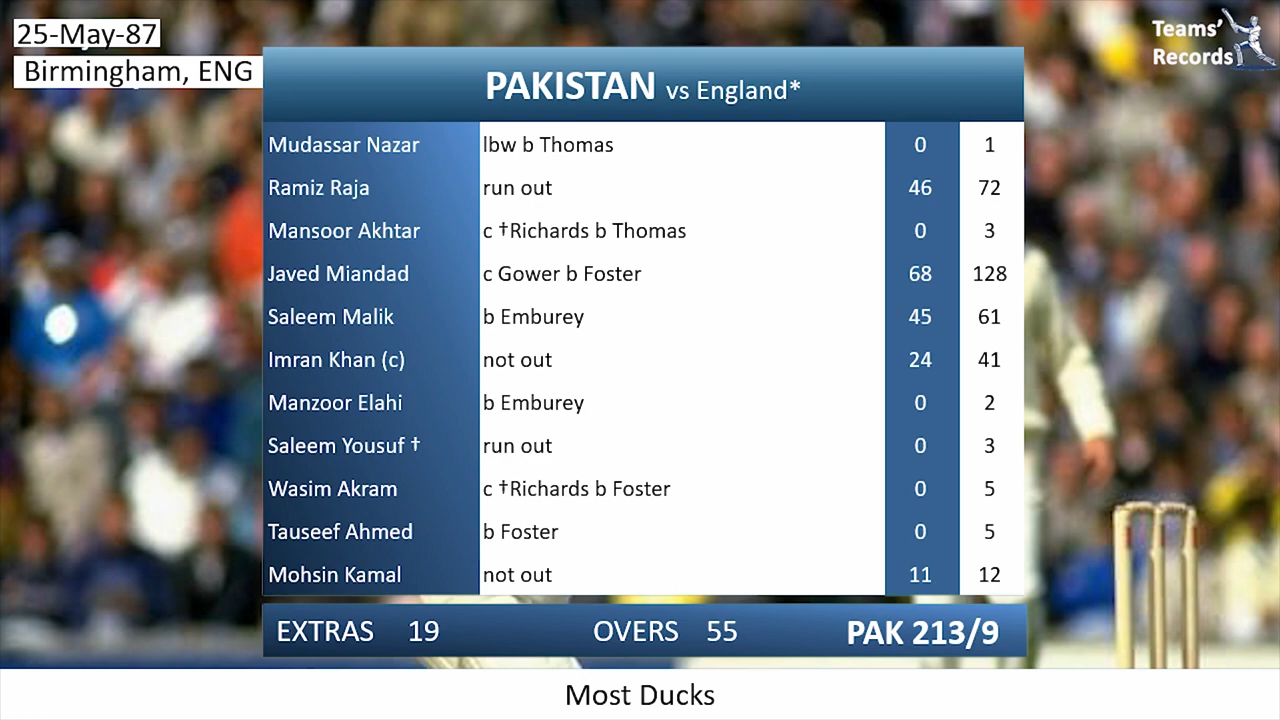 25-May-87
Birmingham, ENG
Teams'
Records
PAKISTAN vs England*
Mudassar Nazar lbw b Thomas 0 1
Ramiz Raja run out 46 72
Mansoor Akhtar c †Richards b Thomas 0 3
Javed Miandad c Gower b Foster 68 128
Saleem Malik b Emburey 45 61
Imran Khan (c) not out 24 41
Manzoor Elahi b Emburey 0 2
Saleem Yousuf † run out 0 3
Wasim Akram c †Richards b Foster 0 5
Tauseef Ahmed b Foster 0 5
Mohsin Kamal not out 11 12
EXTRAS 19 OVERS 55 PAK 213/9
Most Ducks